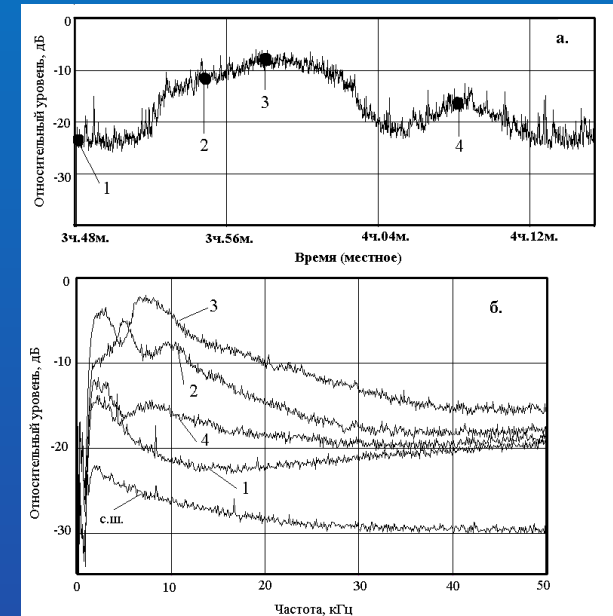 0
-10
-20
-30
Относительный уровень, дБ
а.
1
2
3
4
3ч.48м.
3ч.56м.
4ч.04м.
4ч.12м.
Время (местное)
0
-10
-20
-30
Относительный уровень, дБ
б.
3
2
4
1
с.ш.
0
10
20
30
40
50
Частота, кГц